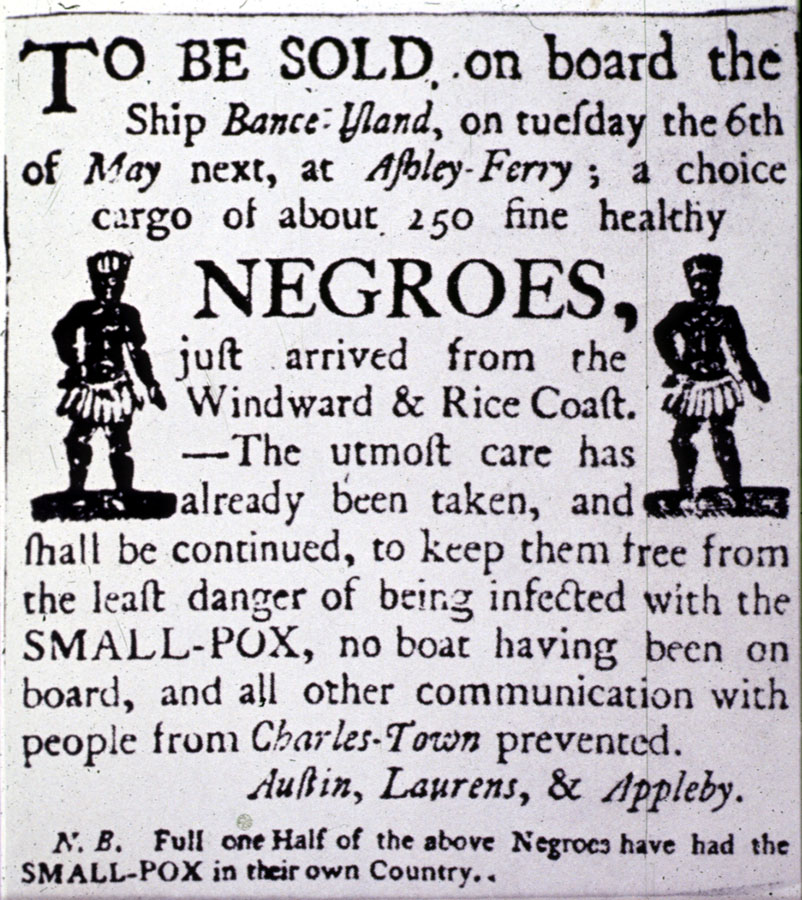 TO BE SOLD, on board the
Ship Bance-Yſland, on tueſday the 6th
of May next, at Aſhley-Ferry; a choice
cargo of about 250 fine healthy
NEGROES,
juſt arrived from the
Windward & Rice Coaſt.
—The utmoſt care has
already been taken, and
ſhall be continued, to keep them free from
the leaſt danger of being infected with the
SMALL-POX, no boat having been on
board, and all other communication with
people from Charles-Town prevented.
Auſtin, Laurens, & Appleby.
N. B. Full one Half of the above Negroes have had the
SMALL-POX in their own Country.